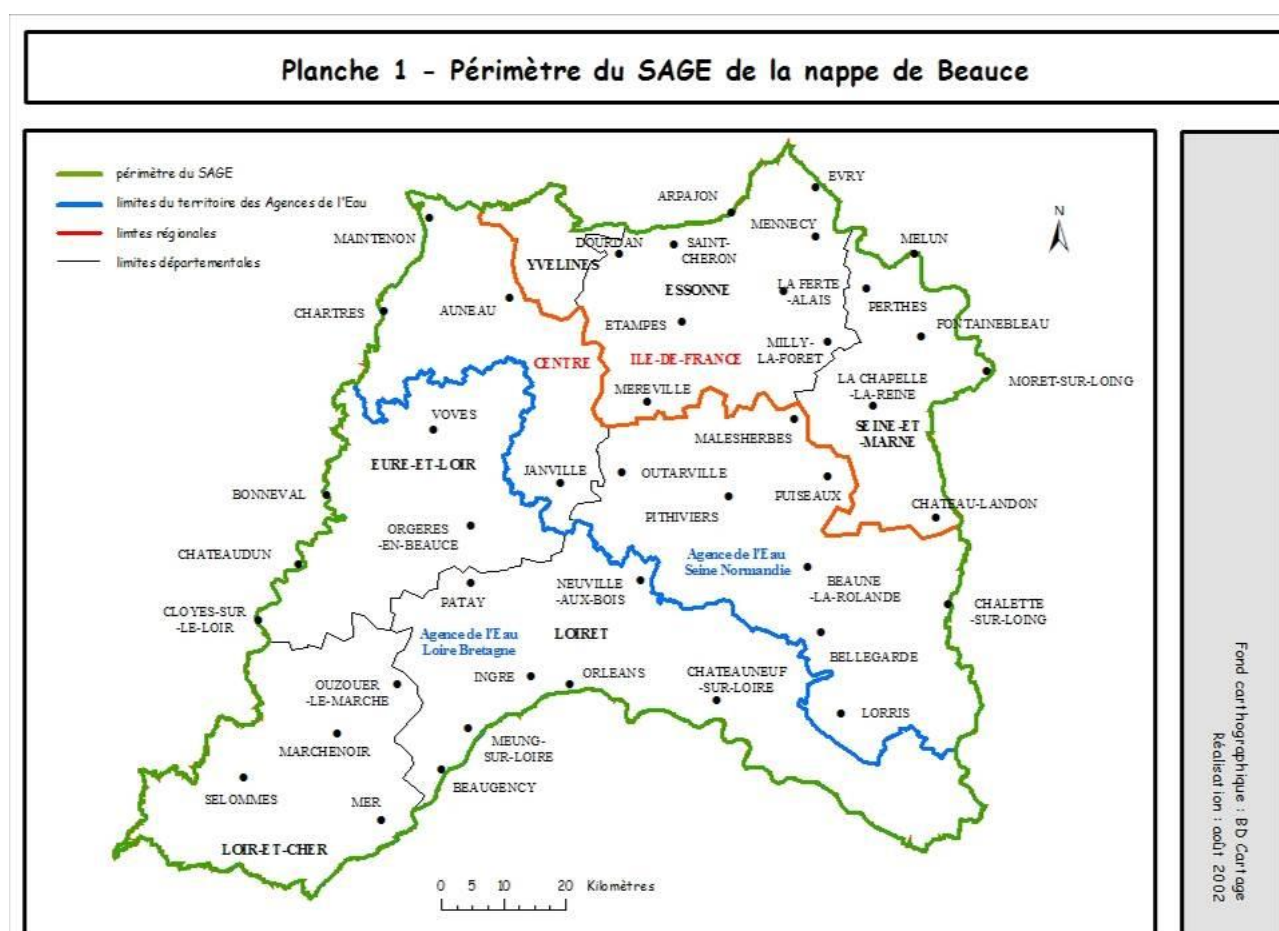 Planche 1 - Périmètre du SAGE de la nappe de Beauce
périmètre du SAGE
limites du territoire des Agences de l'Eau
limtes régionales
limites départementales
N
EVRY
ARPAJON
MENNECY
MAINTENON
DOURDAN
SAINT-
CHERON
MELUN
YVELINES
ESSONNE
LA FERTE
-ALAIS
PERTHES
CHARTRES
AUNEAU
ETAMPES
FONTAINEBLEAU
CENTRE
ILE-DE-FRANCE
MILLY-
LA-FORET
MORET-SUR-LOING
MEREVILLE
LA CHAPELLE
-LA-REINE
VOVES
MALESHERBES
SEINE-ET
-MARNE
EURE-ET-LOIR
JANVILLE
OUTARVILLE
PUISEAUX
BONNEVAL
PITHIVIERS
CHATEAU-LANDON
ORGERES
-EN-BEAUCE
CHATEAUDUN
Agence de l'Eau
Seine Normandie
NEUVILLE
-AUX-BOIS
BEAUNE
-LA-ROLANDE
PATAY
CLOYES-SUR
-LE-LOIR
CHALETTE
-SUR-LOING
Agence de l'Eau
Loire Bretagne
LOIRET
BELLEGARDE
INGRE
ORLEANS
CHATEAUNEUF
-SUR-LOIRE
OUZOUER
-LE-MARCHE
LORRIS
MARCHENOIR
MEUNG-
SUR-LOIRE
SELOMMES
MER
BEAUGENCY
LOIR-ET-CHER
0 5 10 20 Kilomètres
Fond carthographique : BD Cartage
Réalisation : août 2002